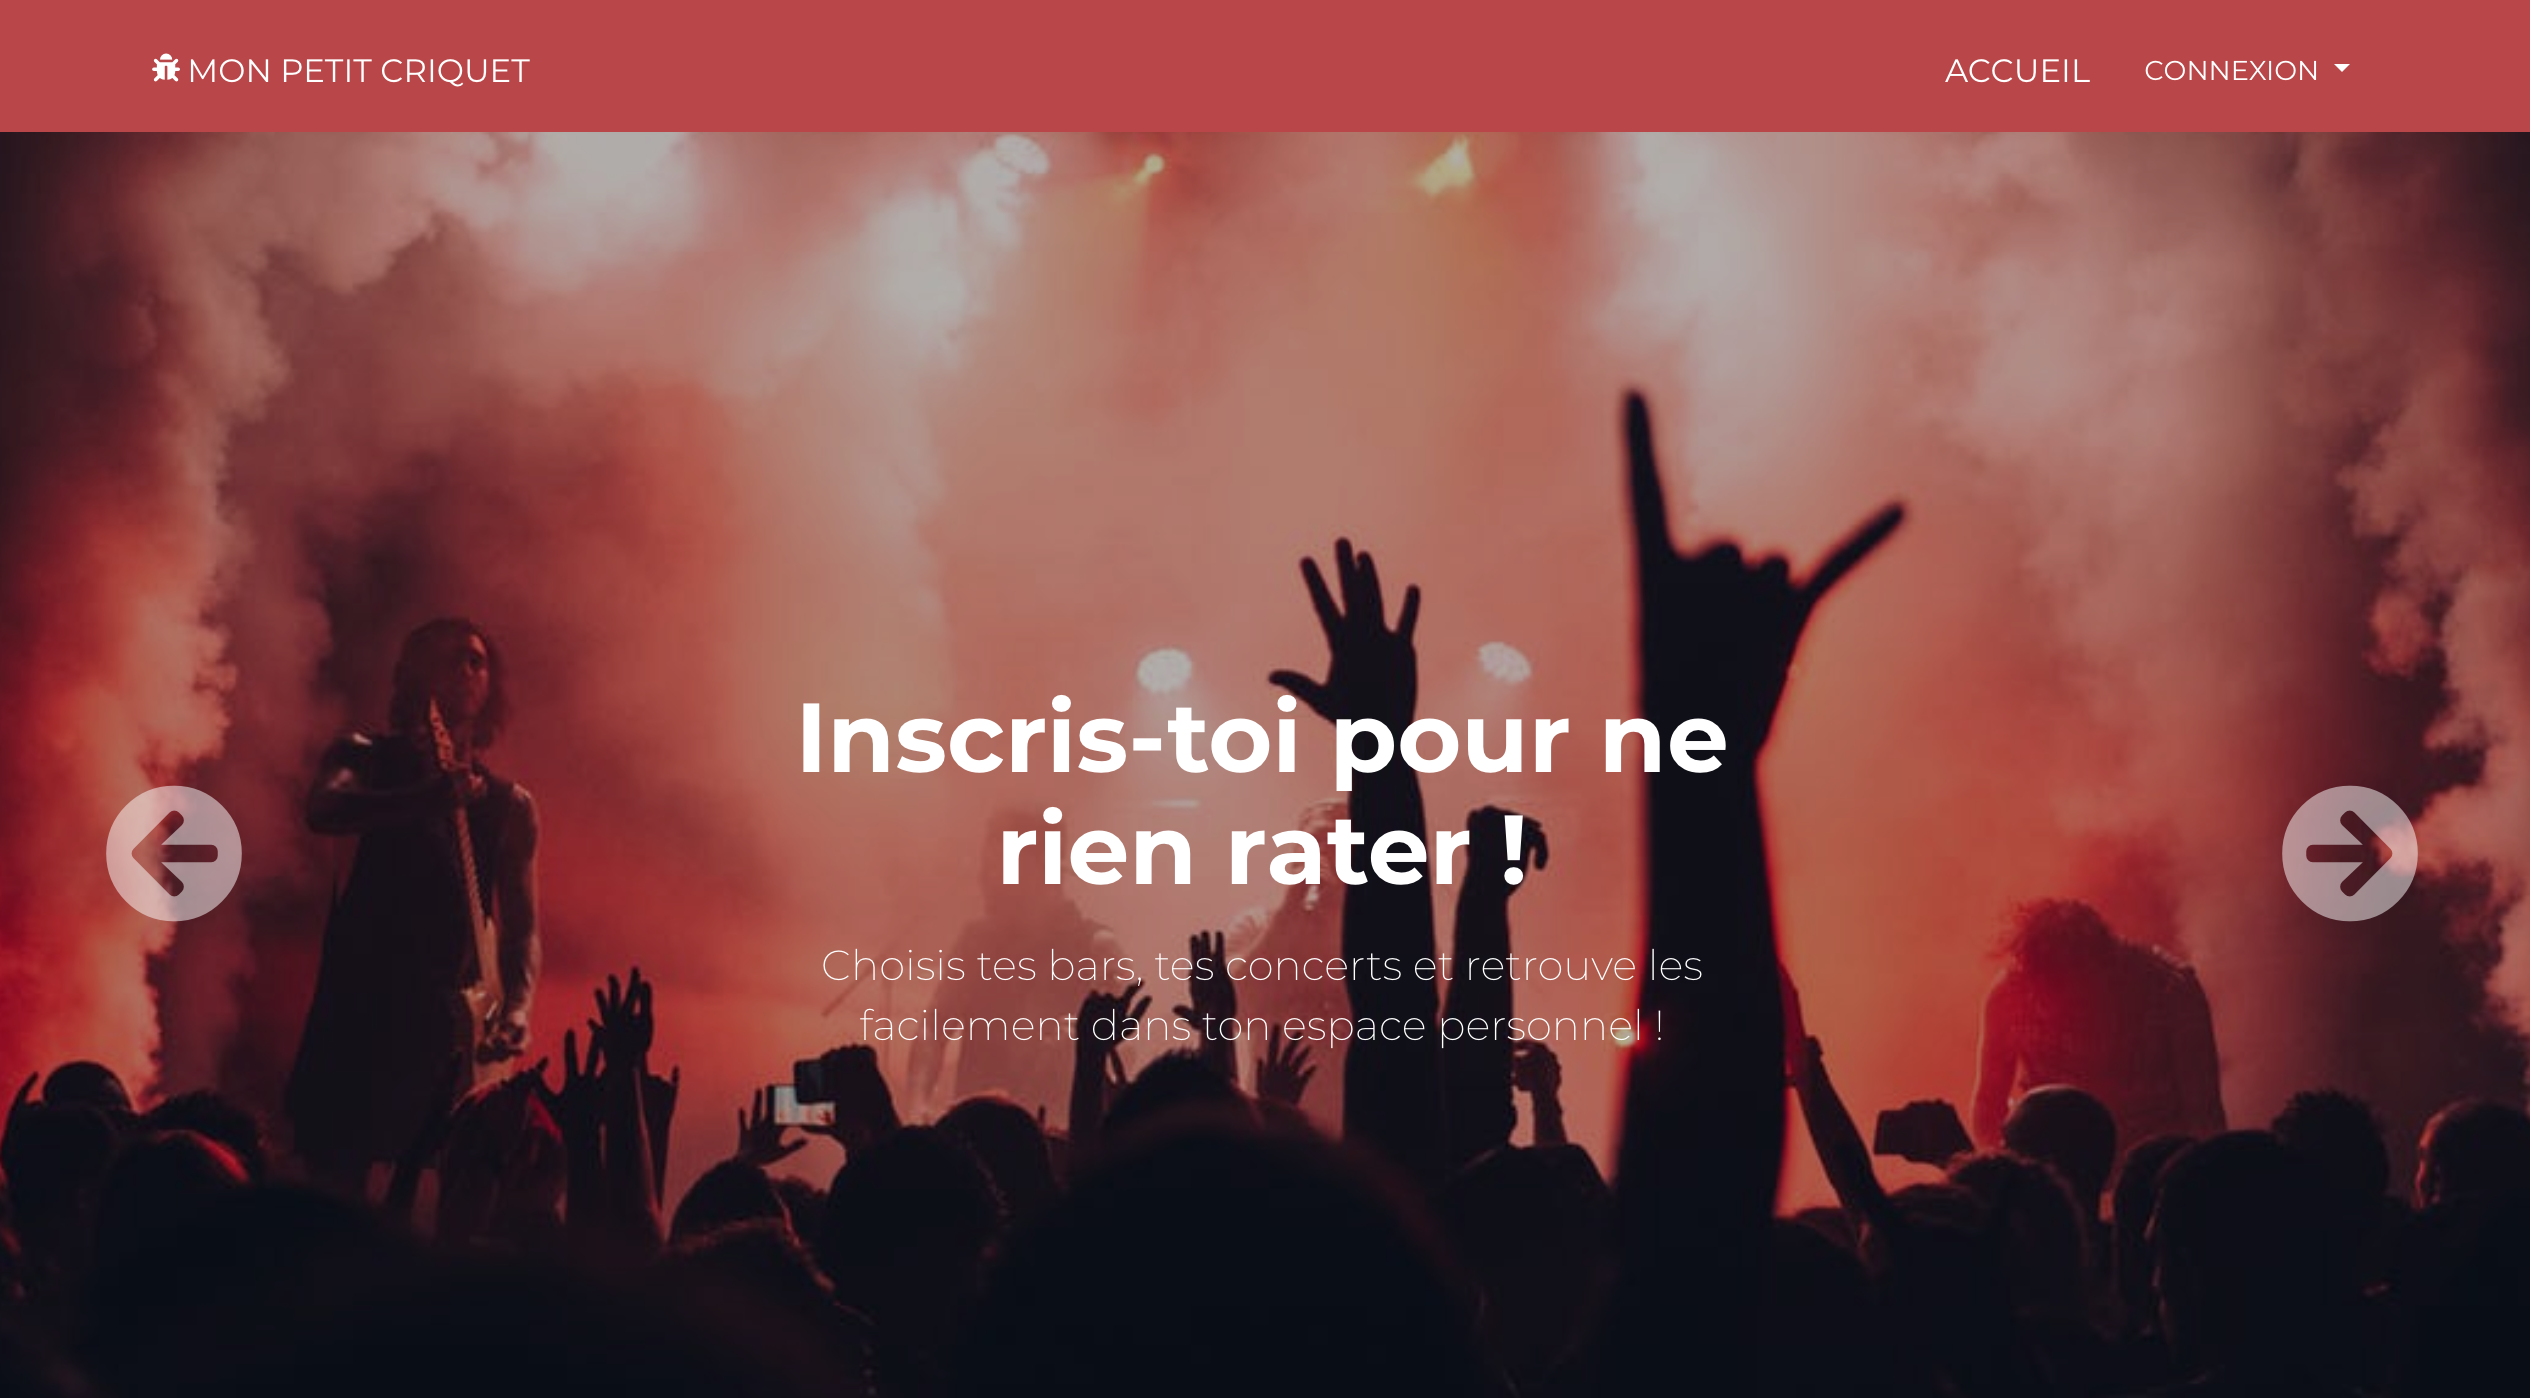 MON PETIT CRIQUET
ACCUEIL
CONNEXION
Inscris-toi pour ne
rien rater !
Choisis tes bars, tes concerts et retrouve les
facilement dans ton espace personnel !